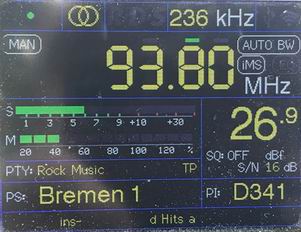 236 kHz
MAN
AUTO BW
iMS
93.80 MHz
S 1 3 5 7 9 +10 +30
M 20 40 60 80 100 120%
26.9
SQ: OFF dBf
S/N 16 dB
PTY: Rock Music TP
PS: Bremen 1
PI: D341
ins- d Hits a